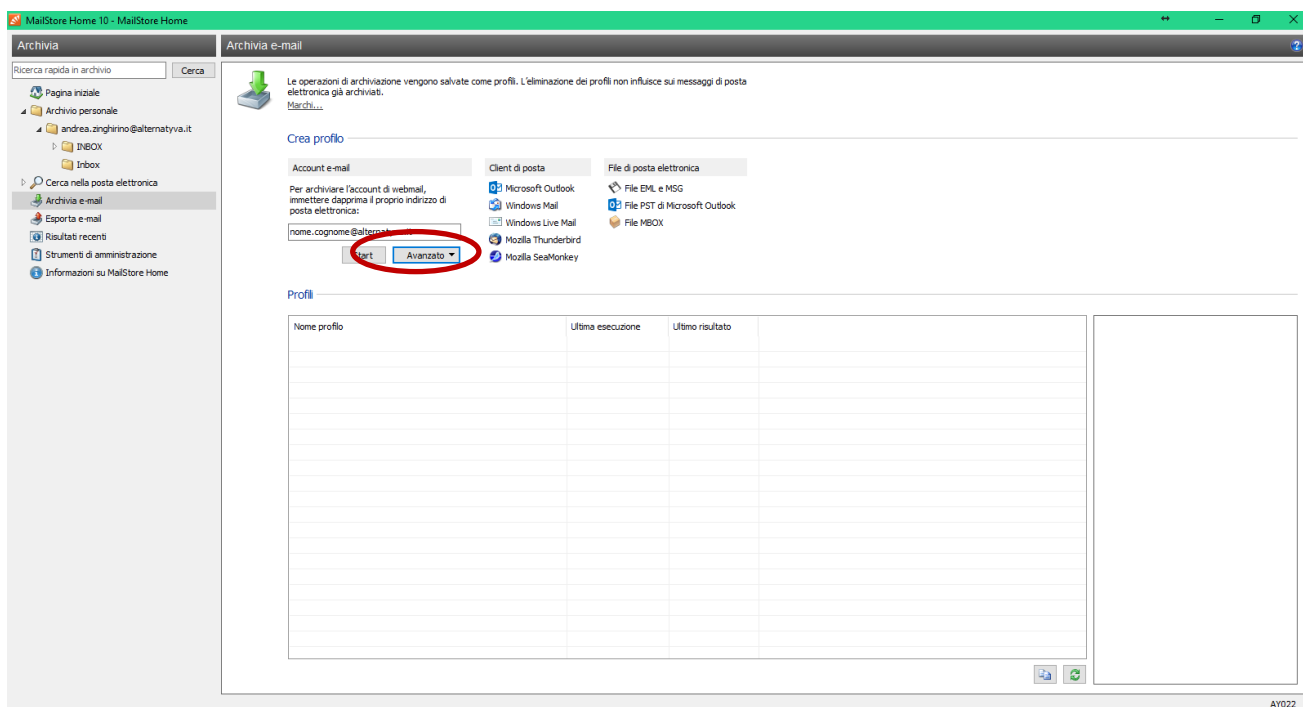 MailStore Home 10 - MailStore Home
Archivia
Archivia e-mail
Ricerca rapida in archivio
Cerca
Pagina iniziale
Archivio personale
andrea.zinghirino@alternatyva.it
INBOX
Inbox
Cerca nella posta elettronica
Archivia e-mail
Esporta e-mail
Risultati recenti
Strumenti di amministrazione
Informazioni su MailStore Home
Le operazioni di archiviazione vengono salvate come profili. L'eliminazione dei profili non influisce sui messaggi di posta
elettronica già archiviati.
Marchi...
Crea profilo
Account e-mail
Per archiviare l'account di webmail,
immettere dapprima il proprio indirizzo di
posta elettronica:
Start
Avanzato
Client di posta
Microsoft Outlook
Windows Mail
Windows Live Mail
Mozilla Thunderbird
Mozilla SeaMonkey
File di posta elettronica
File EML e MSG
File PST di Microsoft Outlook
File MBOX
Profili
Nome profilo
Ultima esecuzione
Ultimo risultato
AY022